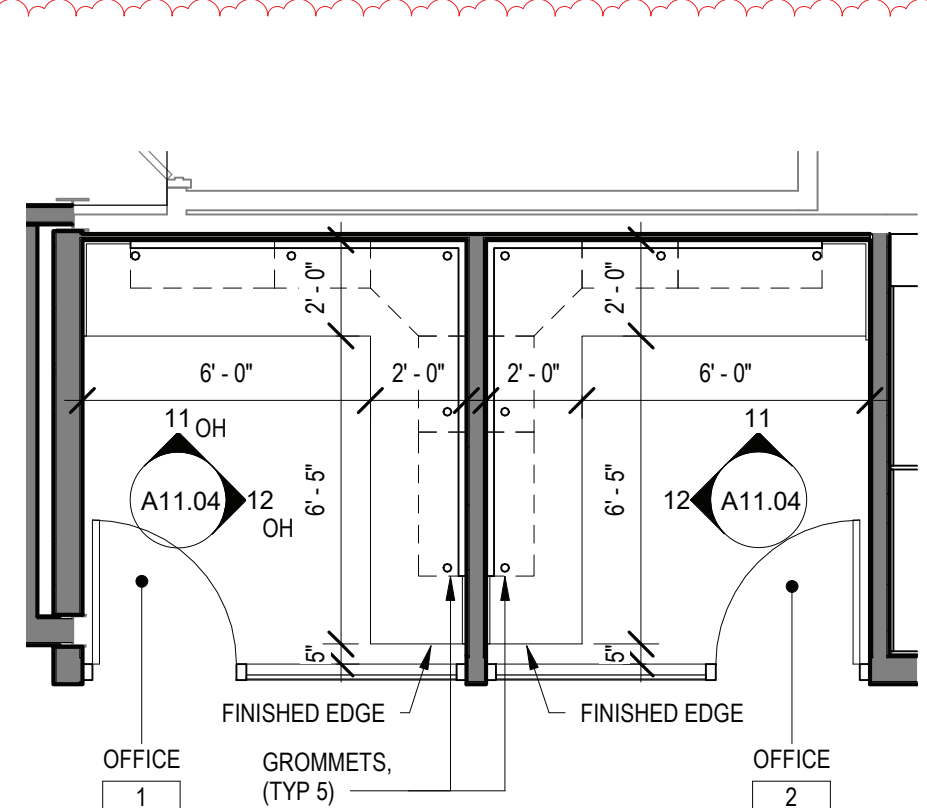 2' - 0"
2' - 0"
6' - 0"
2' - 0"
2' - 0"
6' - 0"
11
OH
11
A11.04
12
OH
6' - 5"
6' - 5"
12
A11.04
5"
5"
FINISHED EDGE
FINISHED EDGE
OFFICE
1
GROMMETS,
(TYP 5)
OFFICE
2